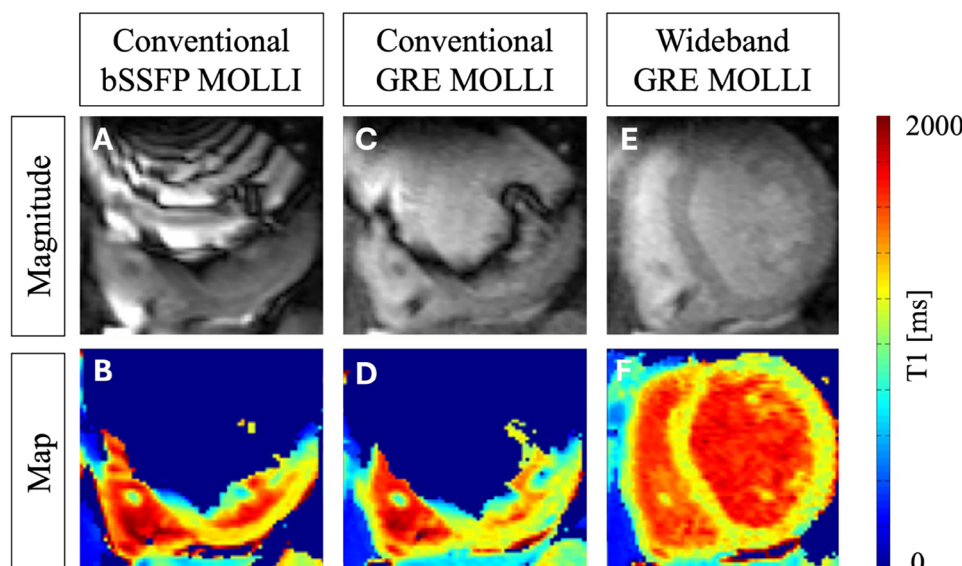 Conventional
bSSFP MOLLI
Conventional
GRE MOLLI
Wideband
GRE MOLLI
Magnitude
A
C
E
2000
T1 [ms]
Map
B
D
F
0